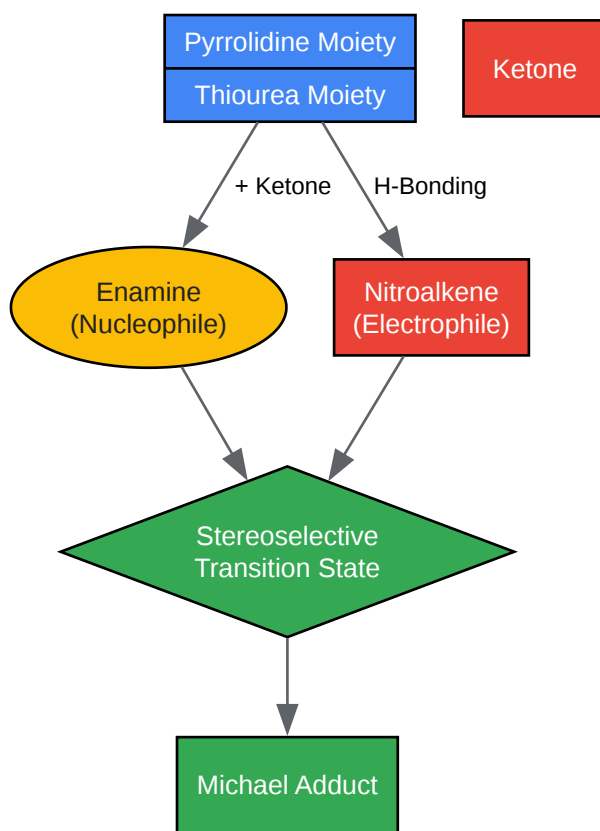 Pyrrolidine Moiety
Thiourea Moiety
Ketone
+ Ketone
H-Bonding
Enamine
(Nucleophile)
Nitroalkene
(Electrophile)
Stereoselective
Transition State
Michael Adduct